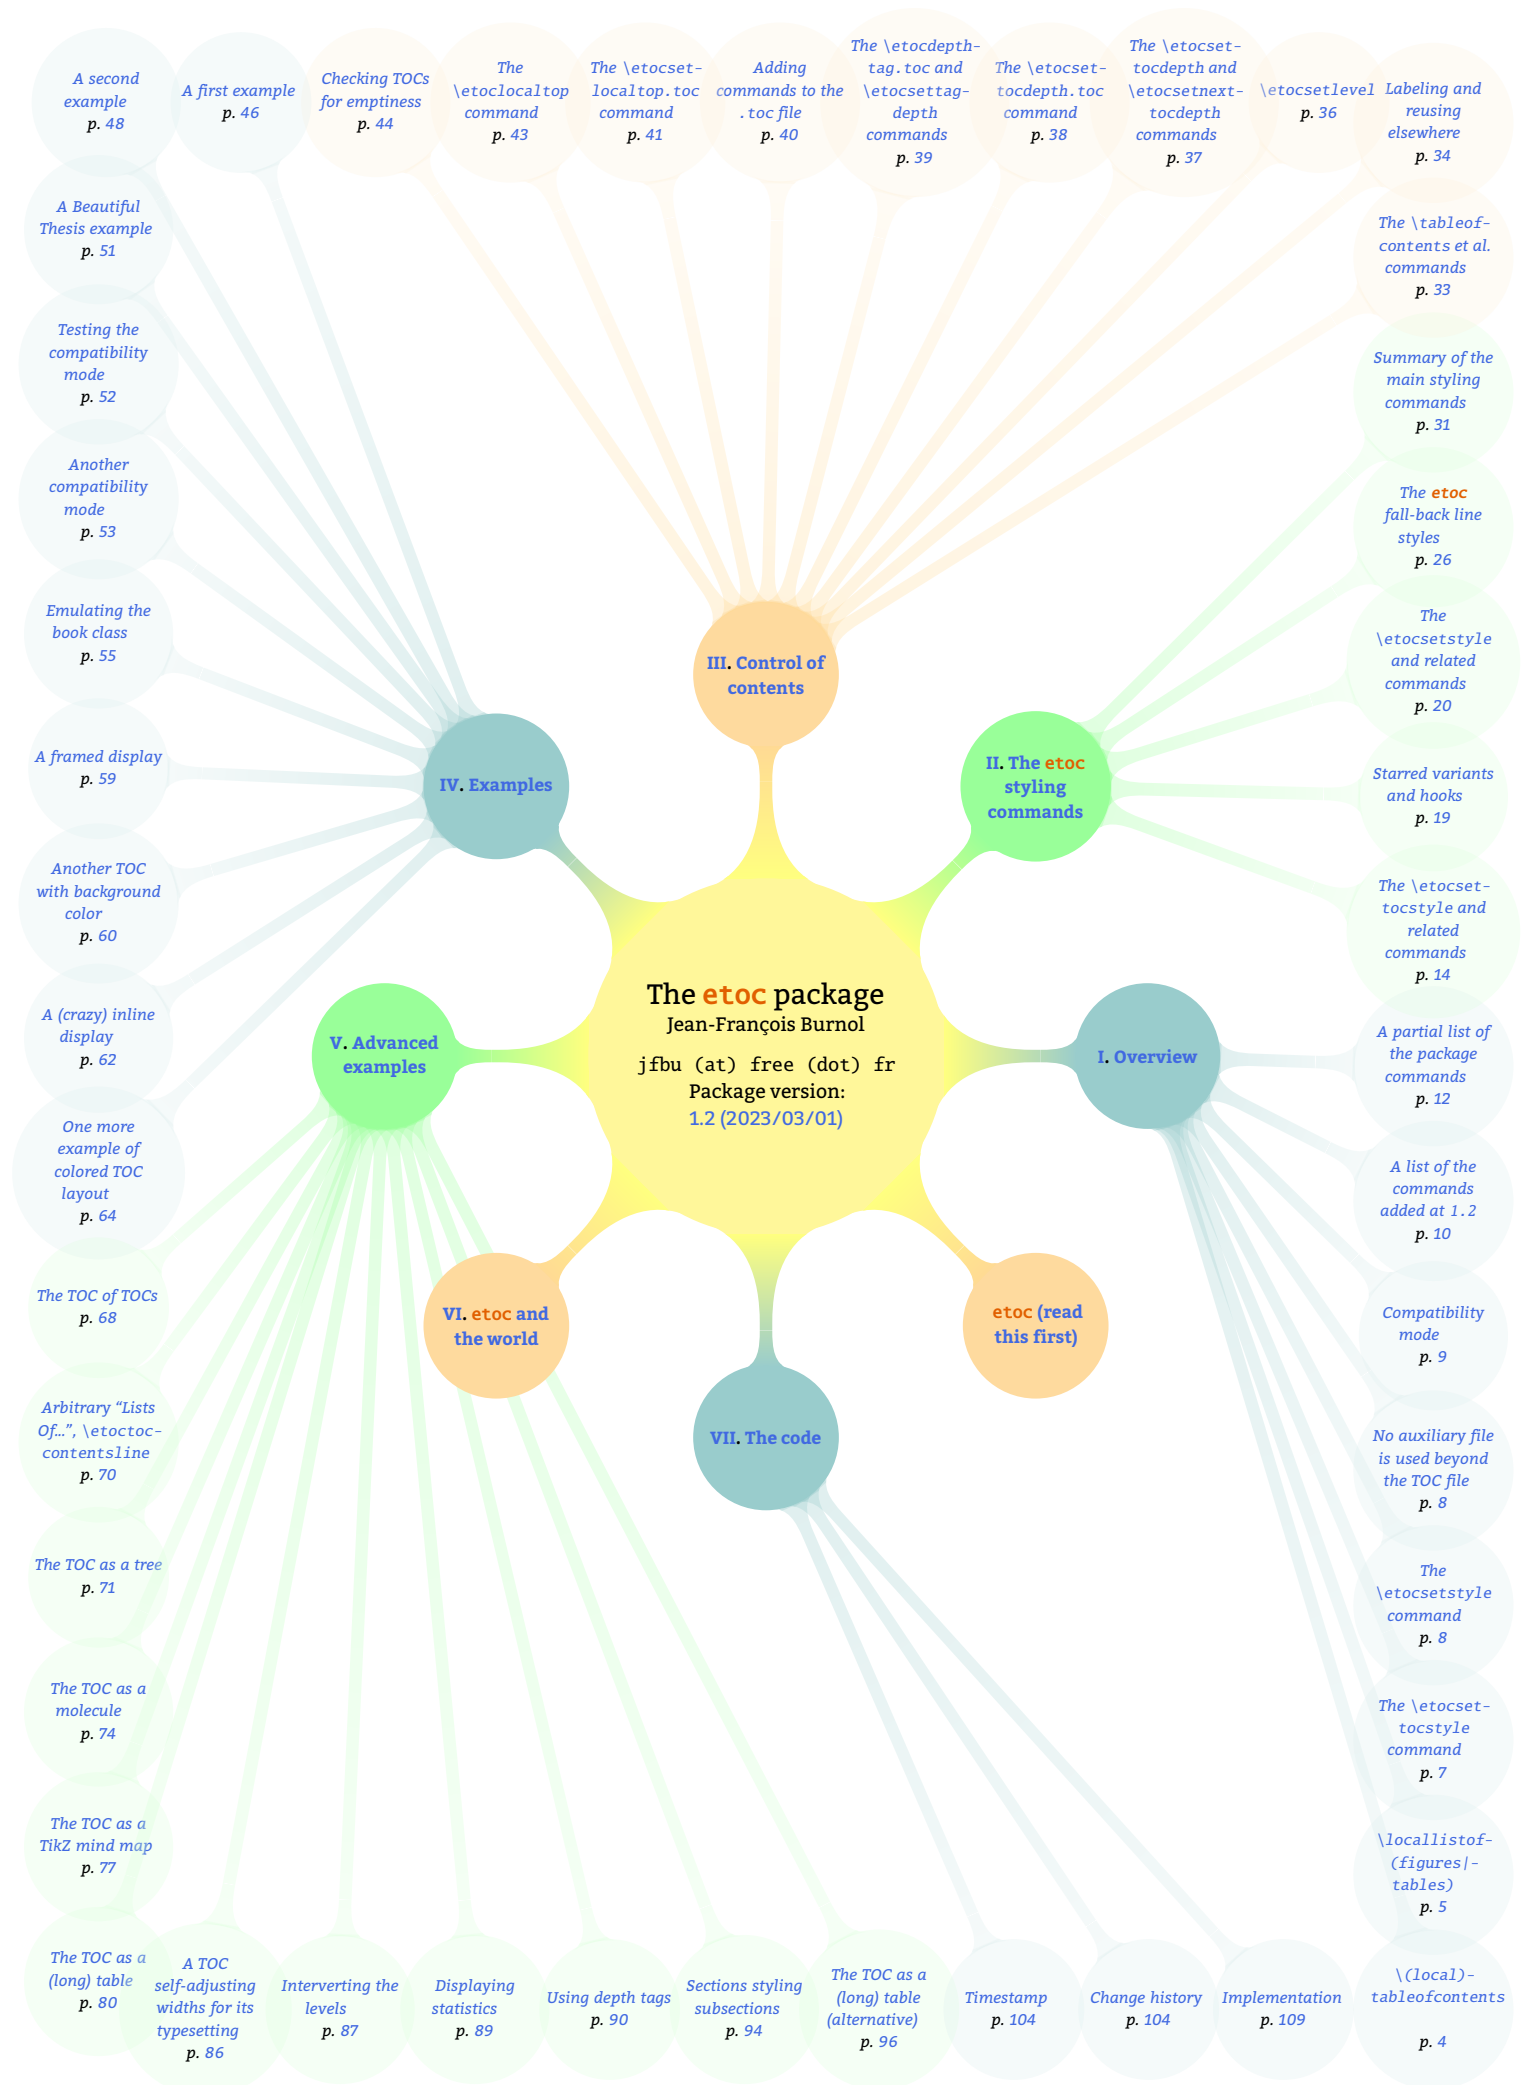 The etoc package
Jean-François Burnol
jfbu (at) free (dot) fr
Package version:
1.2 (2023/03/01)
etoc (read
this first)
I. Overview
\(local)-
tableofcontents
p. 4
\locallistof-
(figures|-
tables)
p. 5
The \etocset-
tocstyle
command
p. 7
The
\etocsetstyle
command
p. 8
No auxiliary file
is used beyond
the TOC file
p. 8
Compatibility
mode
p. 9
A list of the
commands
added at 1.2
p. 10
A partial list of
the package
commands
p. 12
II. The etoc
styling
commands
The \etocset-
tocstyle and
related
commands
p. 14
Starred variants
and hooks
p. 19
The
\etocsetstyle
and related
commands
p. 20
The etoc
fall-back line
styles
p. 26
Summary of the
main styling
commands
p. 31
III. Control of
contents
The \tableof-
contents et al.
commands
p. 33
Labeling and
reusing
elsewhere
p. 34
\etocsetlevel
p. 36
The \etocset-
tocdepth and
\etocsetnext-
tocdepth
commands
p. 37
The \etocset-
tocdepth.toc
command
p. 38
The \etocdepth-
tag.toc and
\etocsettag-
depth
commands
p. 39
Adding
commands to the
.toc file
p. 40
The \etocset-
localtop.toc
command
p. 41
The
\etoclocaltop
command
p. 43
Checking TOCs
for emptiness
p. 44
IV. Examples
A first example
p. 46
A second
example
p. 48
A Beautiful
Thesis example
p. 51
Testing the
compatibility
mode
p. 52
Another
compatibility
mode
p. 53
Emulating the
book class
p. 55
A framed display
p. 59
Another TOC
with background
color
p. 60
A (crazy) inline
display
p. 62
One more
example of
colored TOC
layout
p. 64
V. Advanced
examples
The TOC of TOCs
p. 68
Arbitrary “Lists
Of…”, \etoctoc-
contentsline
p. 70
The TOC as a tree
p. 71
The TOC as a
molecule
p. 74
The TOC as a
TikZ mind map
p. 77
The TOC as a
(long) table
p. 80
A TOC
self-adjusting
widths for its
typesetting
p. 86
Interverting the
levels
p. 87
Displaying
statistics
p. 89
Using depth tags
p. 90
Sections styling
subsections
p. 94
The TOC as a
(long) table
(alternative)
p. 96
VI. etoc and
the world
VII. The code
Timestamp
p. 104
Change history
p. 104
Implementation
p. 109